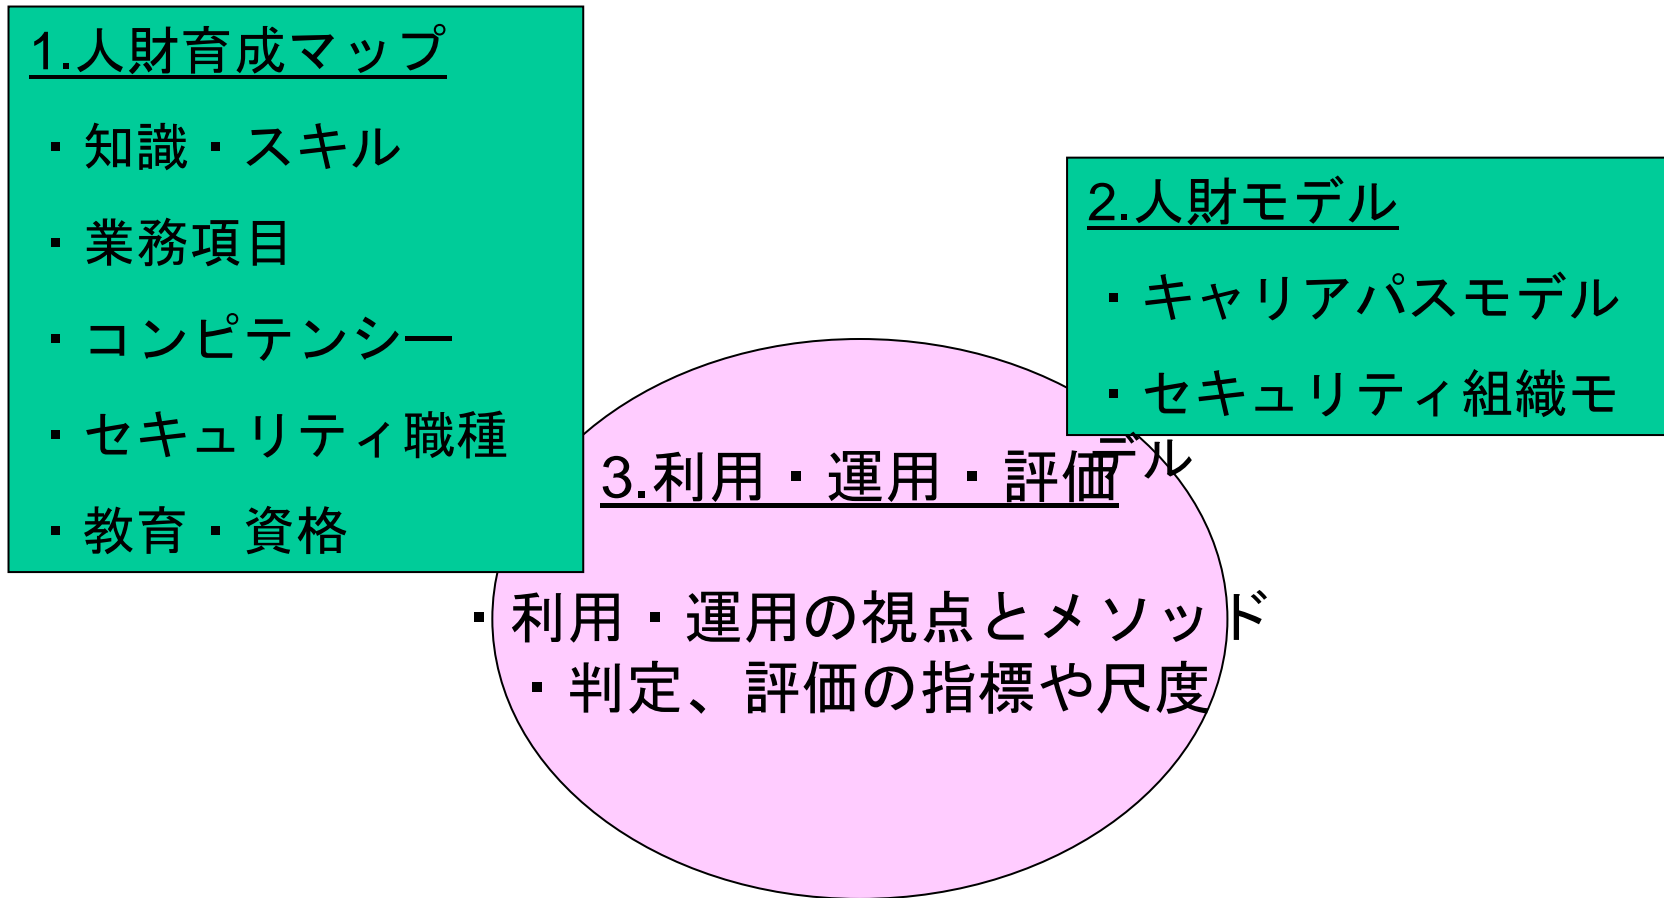 1.人財育成マップ
・知識・スキル
・業務項目
・コンピテンシー
・セキュリティ職種
・教育・資格
2.人財モデル
・キャリアパスモデル
・セキュリティ組織モ
デル
3.利用・運用・評価
・利用・運用の視点とメソッド
・判定、評価の指標や尺度